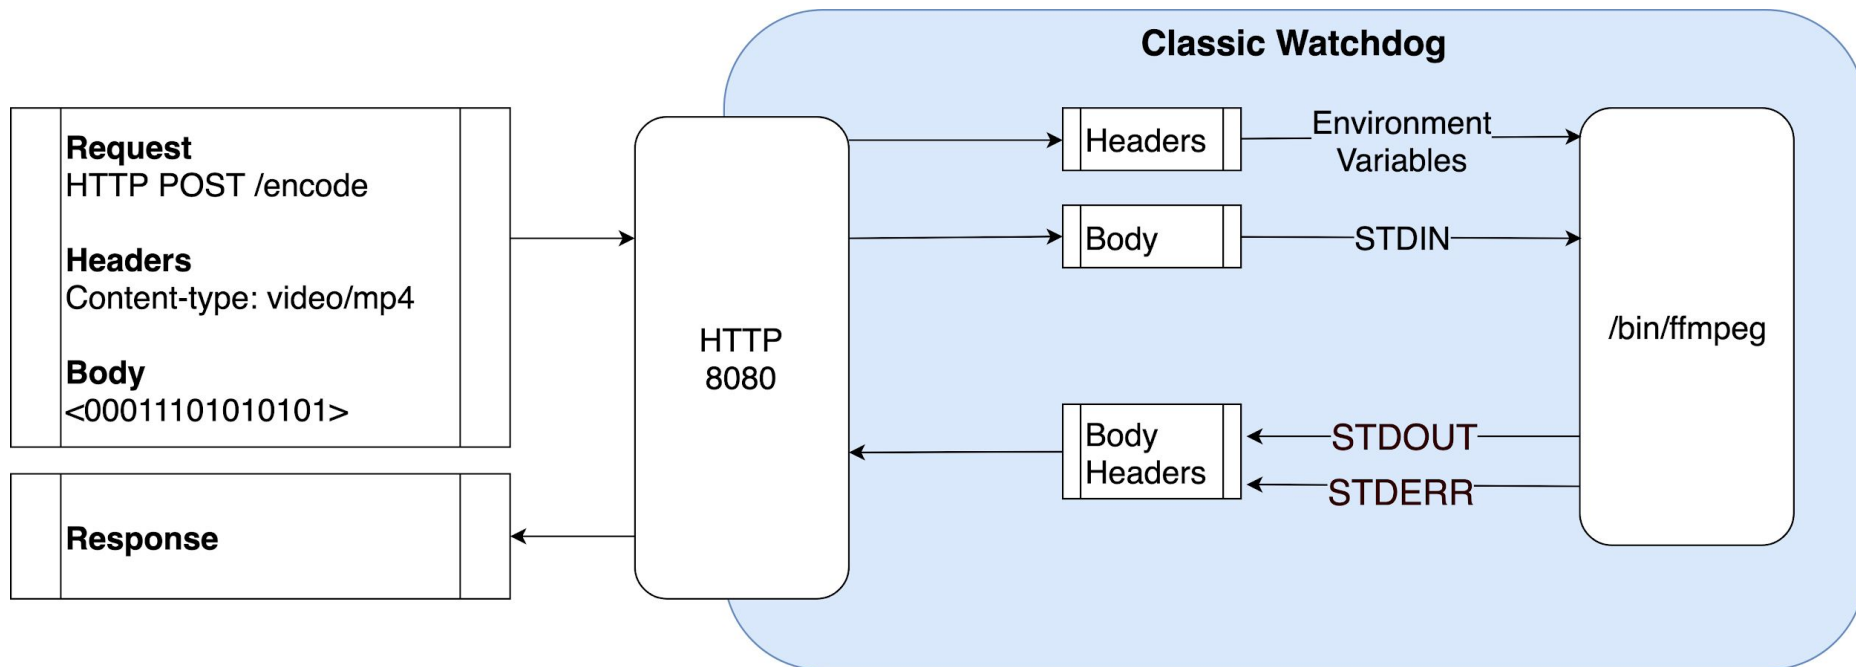 Classic Watchdog
Request
HTTP POST /encode
Headers
Content-type: video/mp4
Body
<00011101010101>
Response
HTTP
8080
Headers
Environment
Variables
Body
STDIN
/bin/ffmpeg
Body
Headers
STDOUT
STDERR